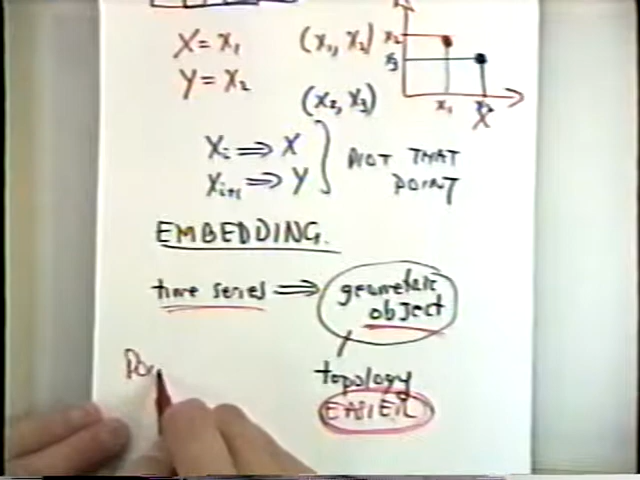 X = x₁ (x₁, x₂) x₂
Y = x₂ x₃
(x₂, x₃) x₁ x₂
X
Xᵢ ⇒ X } PLOT THAT
Xᵢ₊₁ ⇒ Y POINT
EMBEDDING.
time series ⇒ geometric
object
topology
EASIER
Po